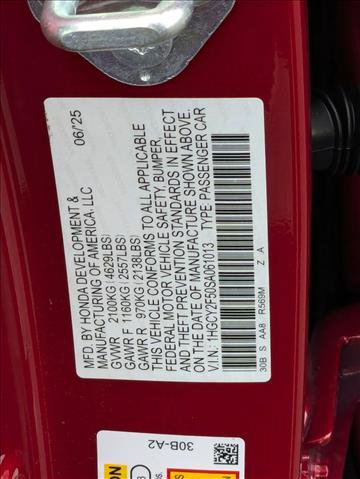 MFD. BY HONDA DEVELOPMENT &
MANUFACTURING OF AMERICA, LLC 06/'25
GVWR 2100KG (4629LBS)
GAWR F 1160KG (2557LBS)
GAWR R 970KG (2138LBS)
THIS VEHICLE CONFORMS TO ALL APPLICABLE
FEDERAL MOTOR VEHICLE SAFETY, BUMPER,
AND THEFT PREVENTION STANDARDS IN EFFECT
ON THE DATE OF MANUFACTURE SHOWN ABOVE.
V.I.N. 1HGCY2F50SA061013 TYPE: PASSENGER CAR
Z A
30B S AA8 R569M
30B-A2